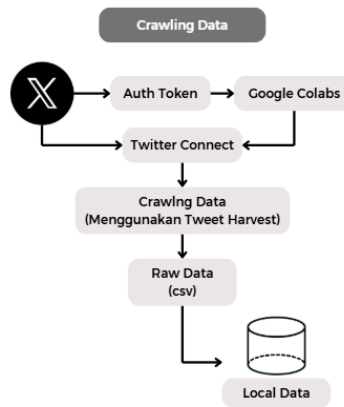 Crawling Data
Auth Token
Google Colabs
Twitter Connect
Crawlng Data
(Menggunakan Tweet Harvest)
Raw Data
(csv)
Local Data